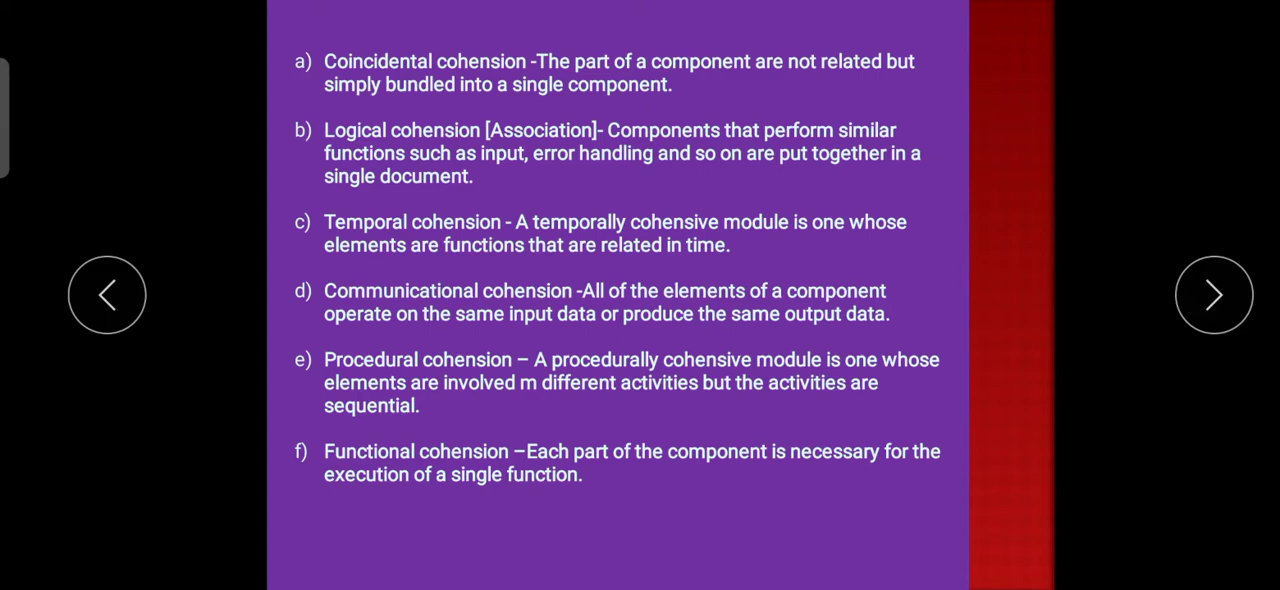 a) Coincidental cohension -The part of a component are not related but
simply bundled into a single component.
b) Logical cohension [Association]- Components that perform similar
functions such as input, error handling and so on are put together in a
single document.
c) Temporal cohension - A temporally cohensive module is one whose
elements are functions that are related in time.
d) Communicational cohension -All of the elements of a component
operate on the same input data or produce the same output data.
e) Procedural cohension – A procedurally cohensive module is one whose
elements are involved m different activities but the activities are
sequential.
f) Functional cohension –Each part of the component is necessary for the
execution of a single function.